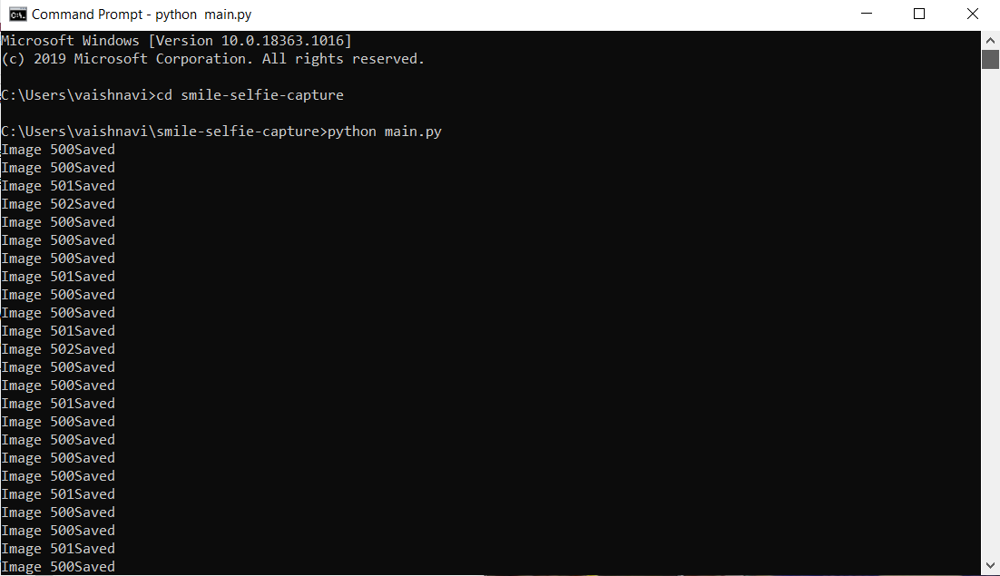 Command Prompt - python  main.py
Microsoft Windows [Version 10.0.18363.1016]
(c) 2019 Microsoft Corporation. All rights reserved.
C:\Users\vaishnavi>cd smile-selfie-capture
C:\Users\vaishnavi\smile-selfie-capture>python main.py
Image 500Saved
Image 500Saved
Image 501Saved
Image 502Saved
Image 500Saved
Image 500Saved
Image 500Saved
Image 501Saved
Image 500Saved
Image 500Saved
Image 501Saved
Image 502Saved
Image 500Saved
Image 500Saved
Image 501Saved
Image 500Saved
Image 500Saved
Image 500Saved
Image 500Saved
Image 501Saved
Image 500Saved
Image 500Saved
Image 501Saved
Image 500Saved